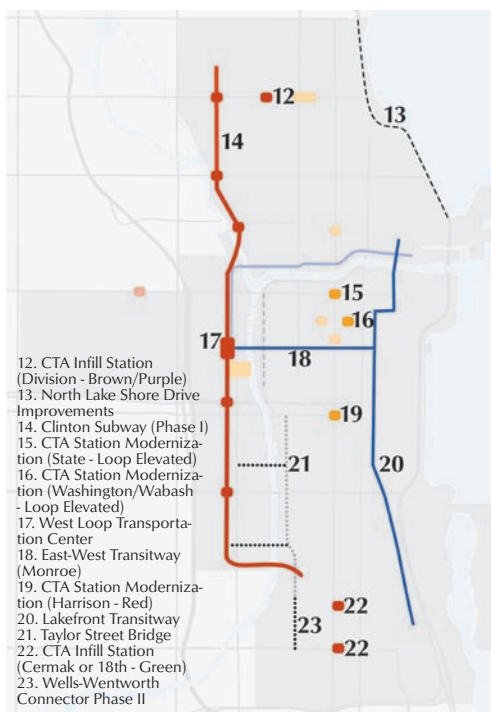 12
13
14
15
16
17
18
19
20
21
22
23
22
12. CTA Infill Station
(Division - Brown/Purple)
13. North Lake Shore Drive
Improvements
14. Clinton Subway (Phase I)
15. CTA Station Moderniza-
tion (State - Loop Elevated)
16. CTA Station Moderniza-
tion (Washington/Wabash
- Loop Elevated)
17. West Loop Transporta-
tion Center
18. East-West Transitway
(Monroe)
19. CTA Station Moderniza-
tion (Harrison - Red)
20. Lakefront Transitway
21. Taylor Street Bridge
22. CTA Infill Station
(Cermak or 18th - Green)
23. Wells-Wentworth
Connector Phase II